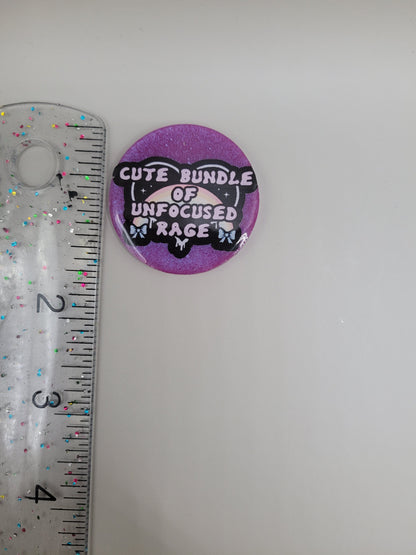 CUTE BUNDLE
OF
UNFOCUSED
RAGE
2
3
4